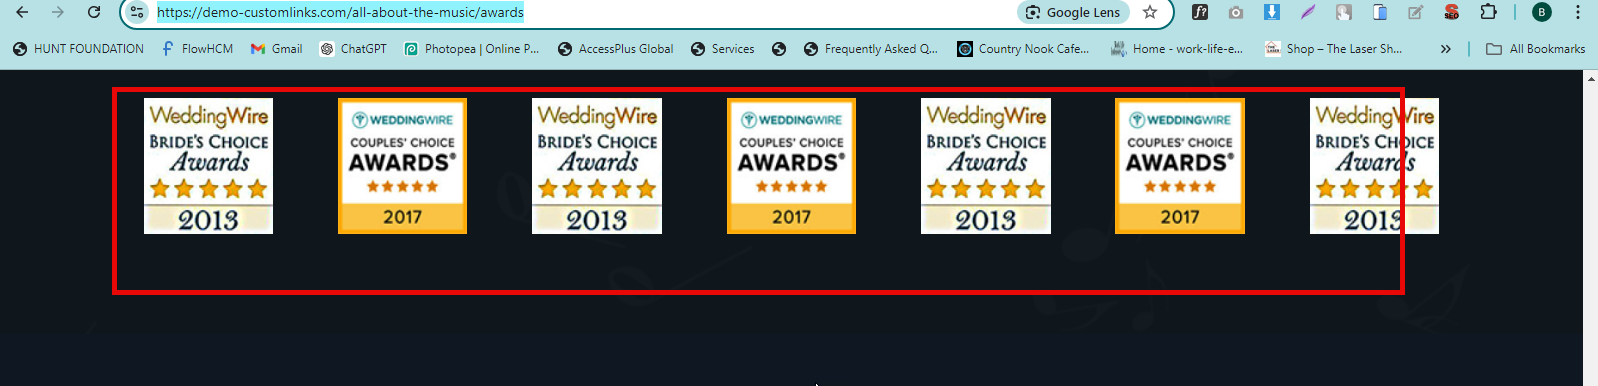 https://demo-customlinks.com/all-about-the-music/awards
Google Lens
f?
SEO
B
HUNT FOUNDATION
FlowHCM
Gmail
ChatGPT
Photopea | Online P...
AccessPlus Global
Services
Frequently Asked Q...
Country Nook Cafe...
Home - work-life-e...
Shop – The Laser Sh...
»
All Bookmarks
WeddingWire
BRIDE'S CHOICE
Awards
2013
WEDDINGWIRE
COUPLES' CHOICE
AWARDS®
2017
WeddingWire
BRIDE'S CHOICE
Awards
2013
WEDDINGWIRE
COUPLES' CHOICE
AWARDS®
2017
WeddingWire
BRIDE'S CHOICE
Awards
2013
WEDDINGWIRE
COUPLES' CHOICE
AWARDS®
2017
WeddingWire
BRIDE'S CHOICE
Awards
2013